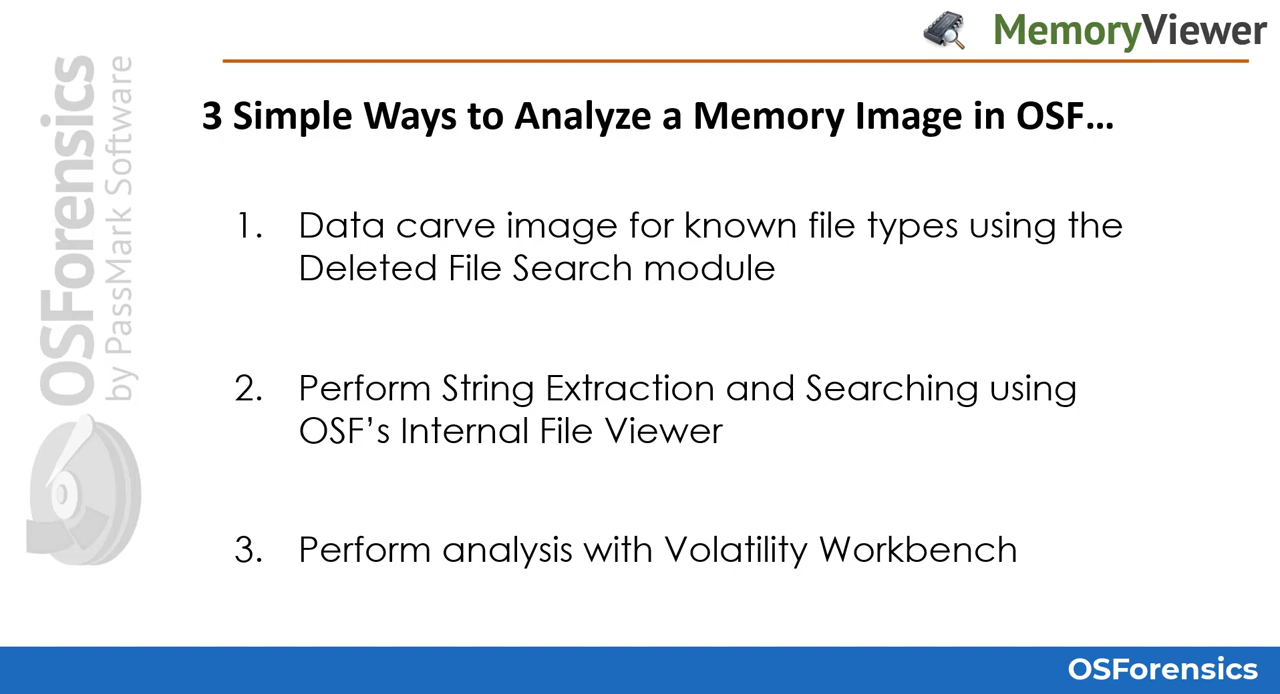 MemoryViewer
OSForensics
by PassMark Software
3 Simple Ways to Analyze a Memory Image in OSF...
1. Data carve image for known file types using the
Deleted File Search module
2. Perform String Extraction and Searching using
OSF’s Internal File Viewer
3. Perform analysis with Volatility Workbench
OSForensics